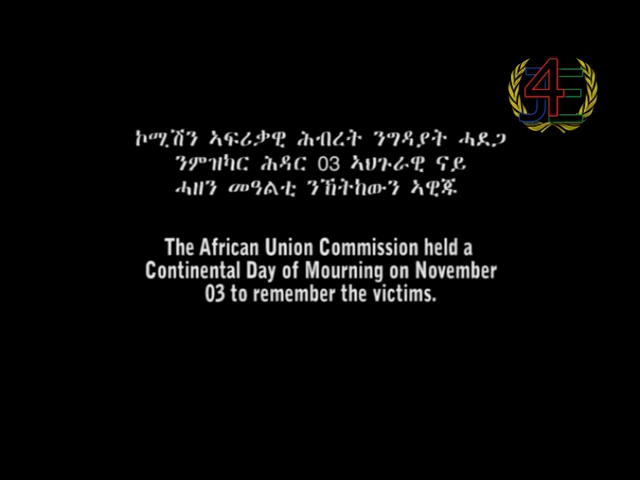 J4E
ኮሚሽን ኣፍሪቃዊ ሕብረት ንግዳያት ሓደጋ
ንምዝካር ሕዳር 03 ኣህጉራዊ ናይ
ሓዘን መዓልቲ ንኽትከውን ኣዊጁ
The African Union Commission held a
Continental Day of Mourning on November
03 to remember the victims.